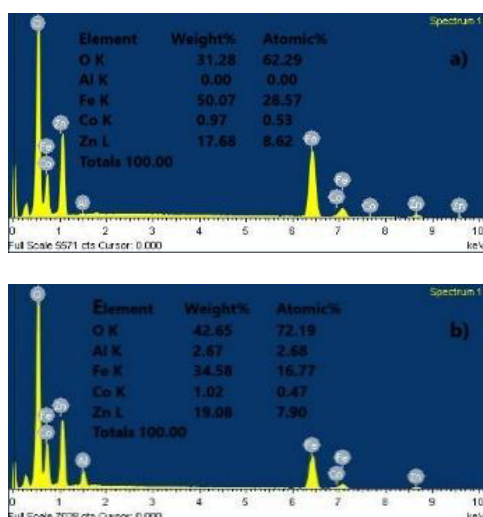 Spectrum 1
Element Weight% Atomic%
a)
O K 31.28 62.29
Al K 0.00 0.00
Fe K 50.07 28.57
Co K 0.97 0.53
Zn L 17.68 8.62
Totals 100.00
O
Fe
Co
Zn
Al
Fe
Fe
Co
Co
Zn
Zn
0 1 2 3 4 5 6 7 8 9 10
Full Scale 5571 cts Cursor: 0.000 keV
Spectrum 1
Element Weight% Atomic%
b)
O K 42.65 72.19
Al K 2.67 2.68
Fe K 34.58 16.77
Co K 1.02 0.47
Zn L 19.08 7.90
Totals 100.00
O
Fe
Co
Zn
Al
Fe
Fe
Co
Zn
0 1 2 3 4 5 6 7 8 9 10
Full Scale cts Cursor: 0.000 keV